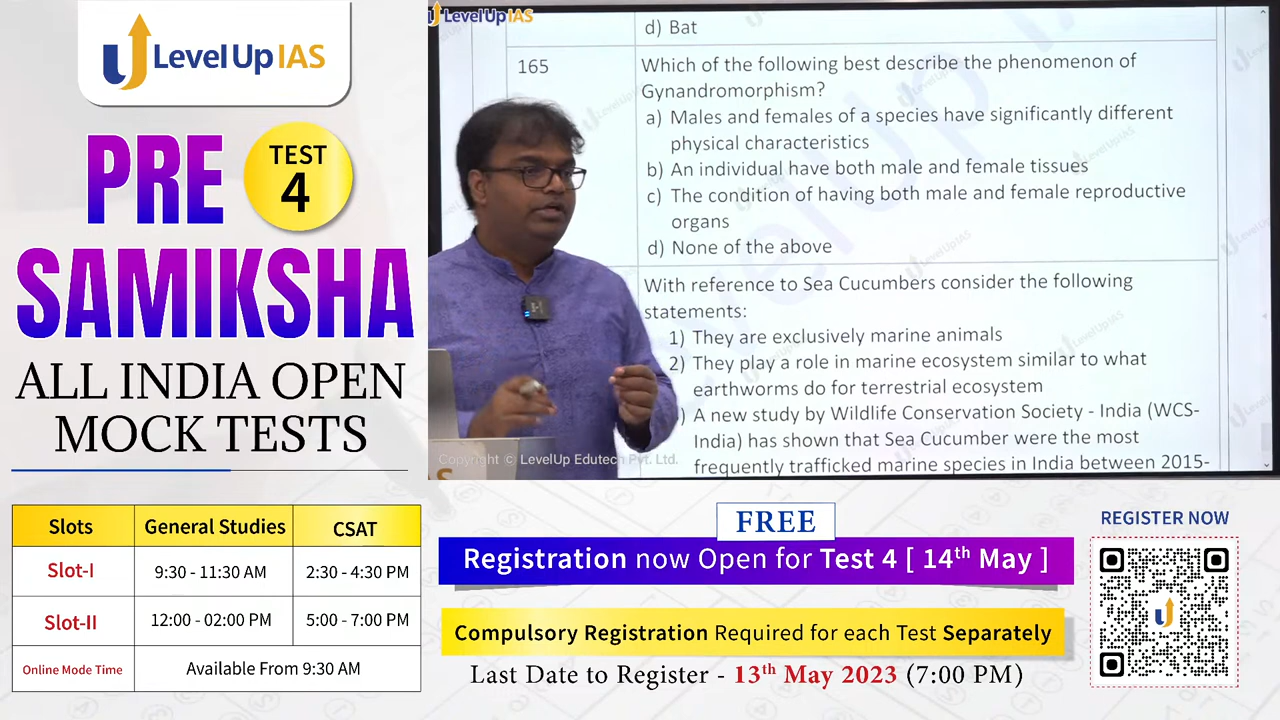 Level Up IAS
PRE
TEST
4
SAMIKSHA
ALL INDIA OPEN
MOCK TESTS
Slots General Studies CSAT
Slot-I 9:30 - 11:30 AM 2:30 - 4:30 PM
Slot-II 12:00 - 02:00 PM 5:00 - 7:00 PM
Online Mode Time Available From 9:30 AM
Level Up IAS
d) Bat
165 Which of the following best describe the phenomenon of
Gynandromorphism?
a) Males and females of a species have significantly different
physical characteristics
b) An individual have both male and female tissues
c) The condition of having both male and female reproductive
organs
d) None of the above
With reference to Sea Cucumbers consider the following
statements:
1) They are exclusively marine animals
2) They play a role in marine ecosystem similar to what
earthworms do for terrestrial ecosystem
) A new study by Wildlife Conservation Society - India (WCS-
India) has shown that Sea Cucumber were the most
frequently trafficked marine species in India between 2015-
Copyright © LevelUp Edutech Pvt. Ltd.
FREE
Registration now Open for Test 4 [ 14th May ]
Compulsory Registration Required for each Test Separately
Last Date to Register - 13th May 2023 (7:00 PM)
REGISTER NOW